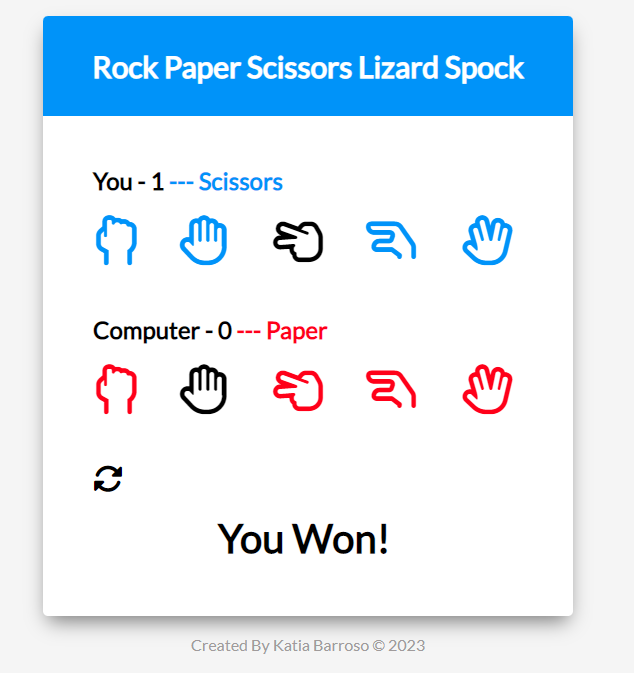 Rock Paper Scissors Lizard Spock
You - 1 --- Scissors
Computer - 0 --- Paper
You Won!
Created By Katia Barroso © 2023